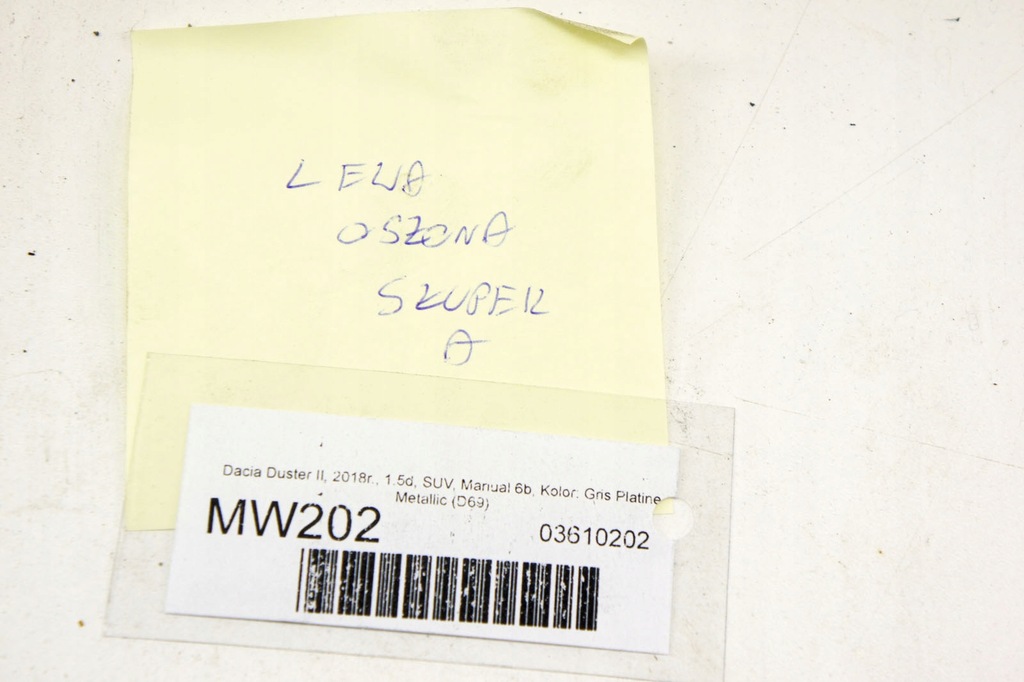 LEWA
OSZONA
SKUPER
A
Dacia Duster II, 2018r., 1.5d, SUV, Manual 6b, Kolor: Gris Platine
Metallic (D69)
MW202
03610202